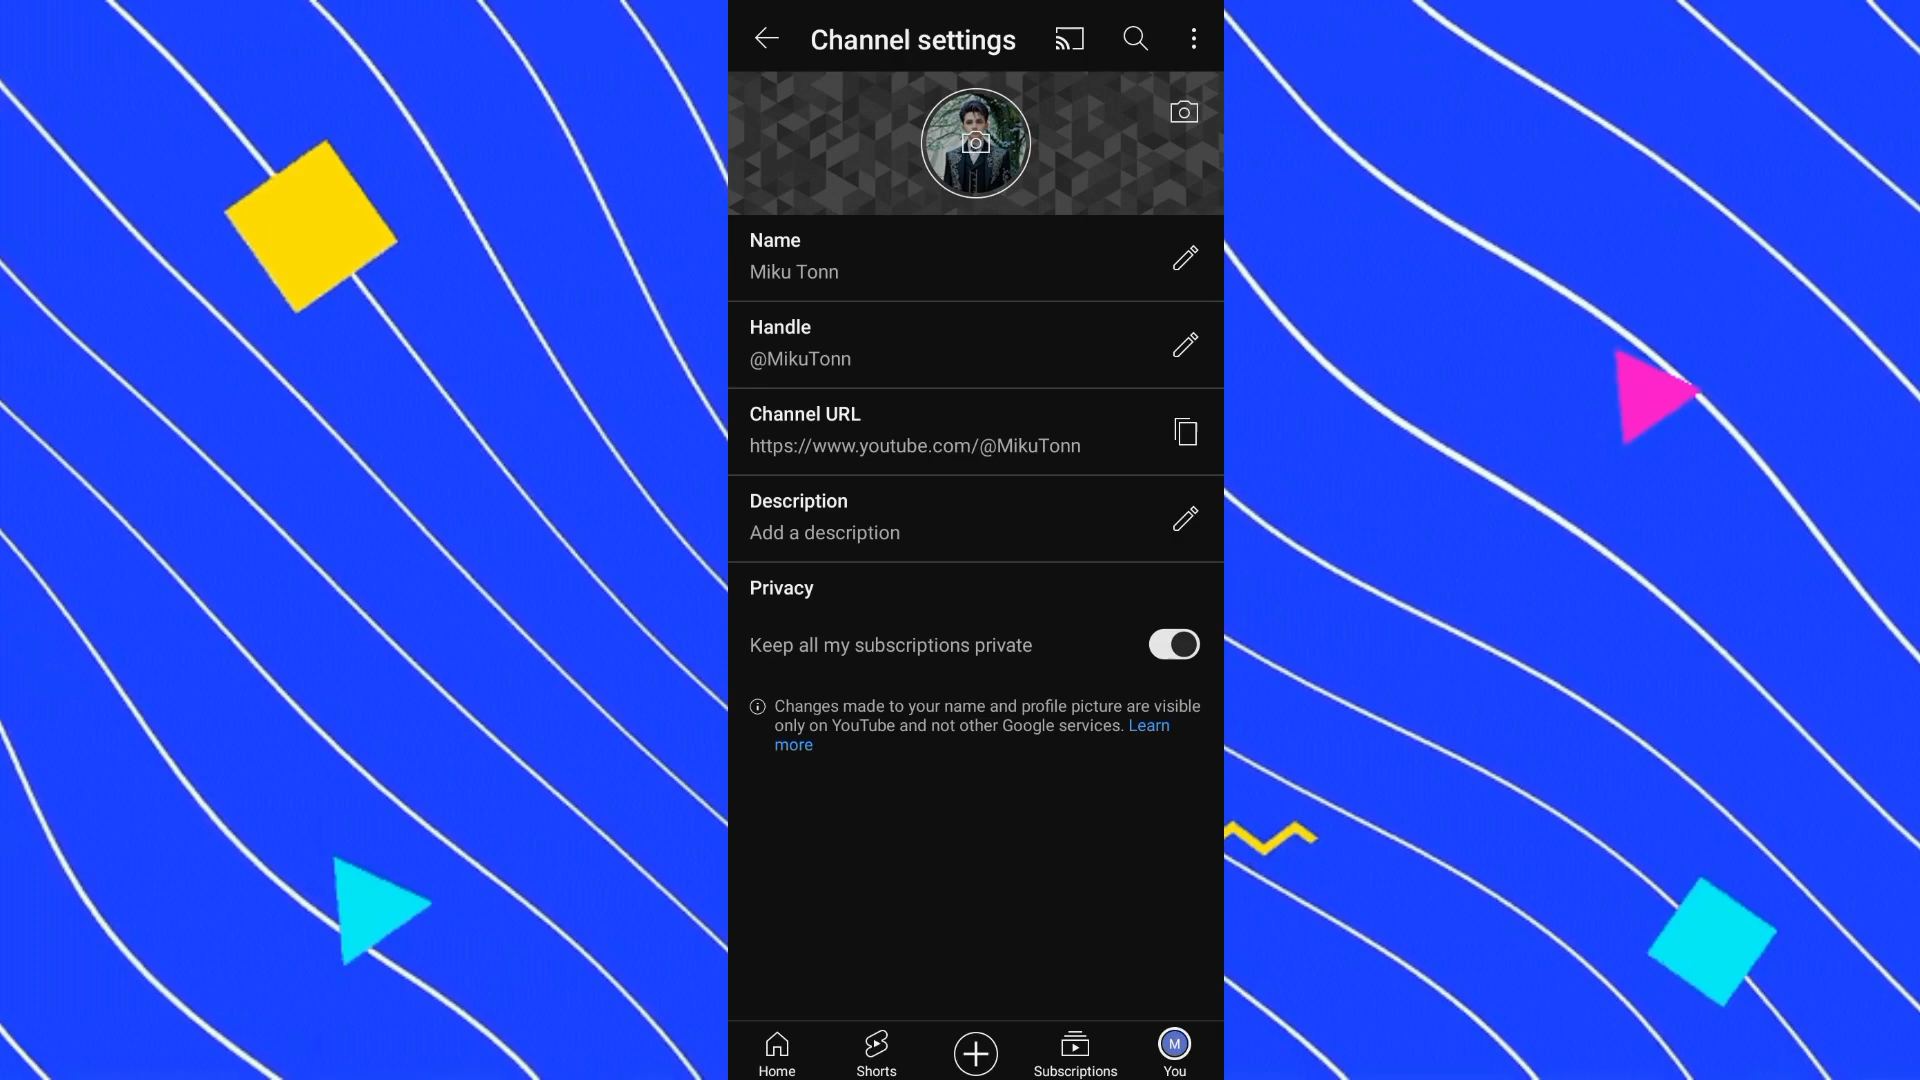 Channel settings
Name
Miku Tonn
Handle
@MikuTonn
Channel URL
https://www.youtube.com/@MikuTonn
Description
Add a description
Privacy
Keep all my subscriptions private
Changes made to your name and profile picture are visible
only on YouTube and not other Google services. Learn
more
Home
Shorts
Subscriptions
M
You